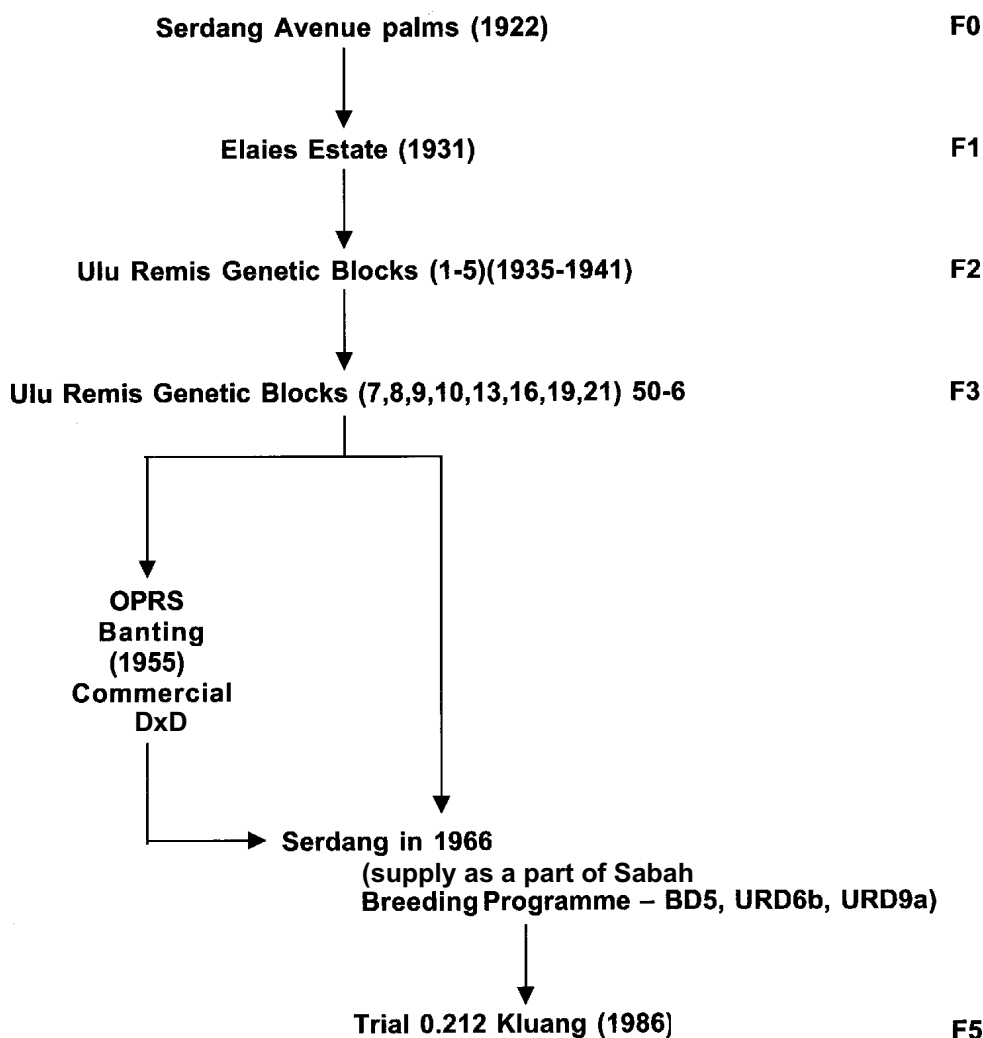 Serdang Avenue palms (1922) F0
Elaies Estate (1931) F1
Ulu Remis Genetic Blocks (1-5)(1935-1941) F2
Ulu Remis Genetic Blocks (7,8,9,10,13,16,19,21) 50-6 F3
OPRS
Banting
(1955)
Commercial
DxD
Serdang in 1966
(supply as a part of Sabah
Breeding Programme – BD5, URD6b, URD9a)
Trial 0.212 Kluang (1986) F5